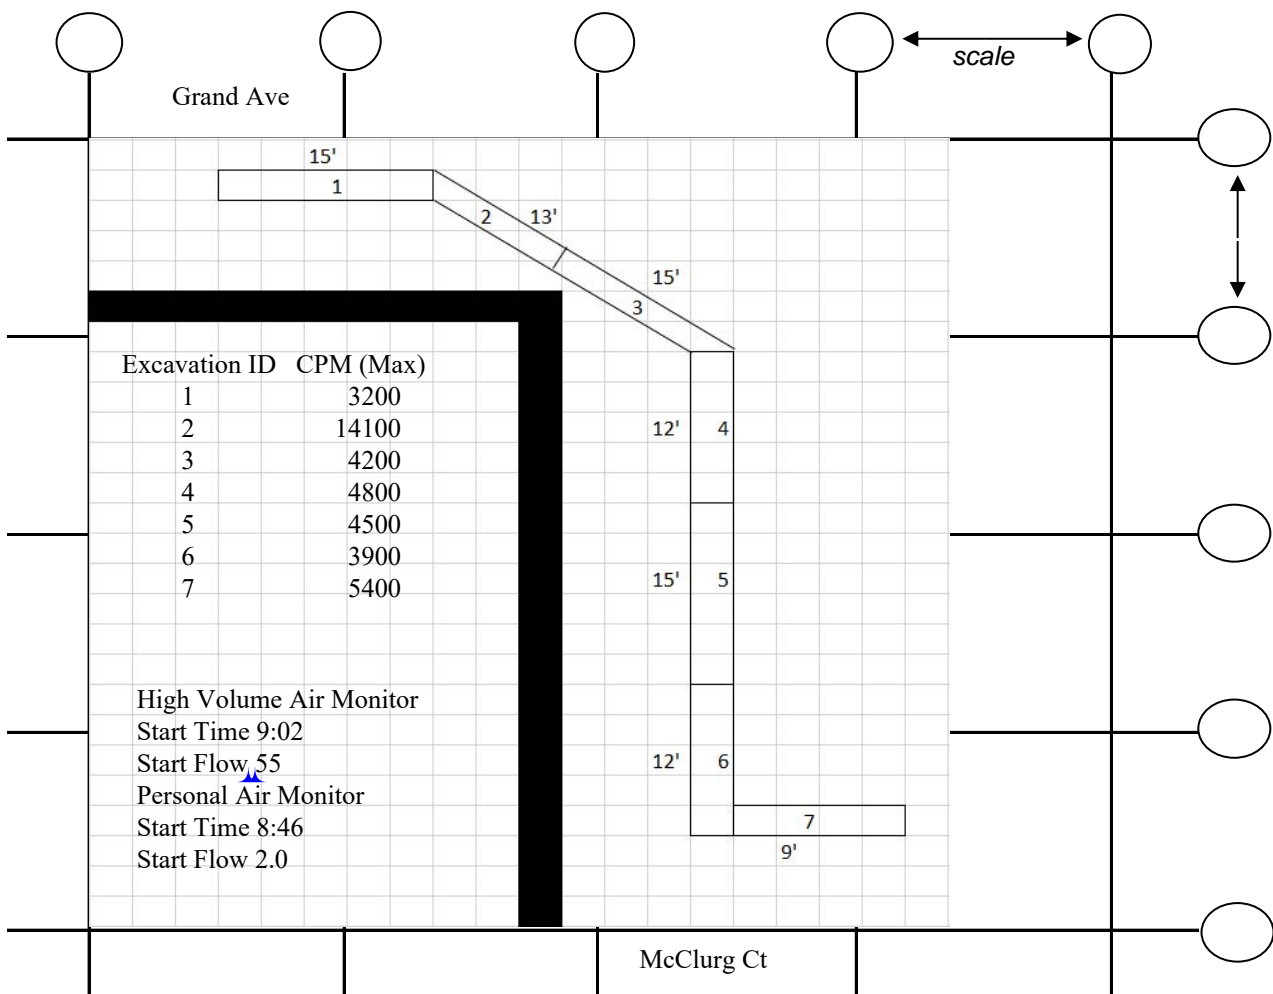 scale
Grand Ave
15'
1
2
13'
15'
3
Excavation ID CPM (Max)
1 3200
2 14100
3 4200
4 4800
5 4500
6 3900
7 5400
12' 4
15' 5
High Volume Air Monitor
Start Time 9:02
Start Flow 55
Personal Air Monitor
Start Time 8:46
Start Flow 2.0
12' 6
7
9'
McClurg Ct